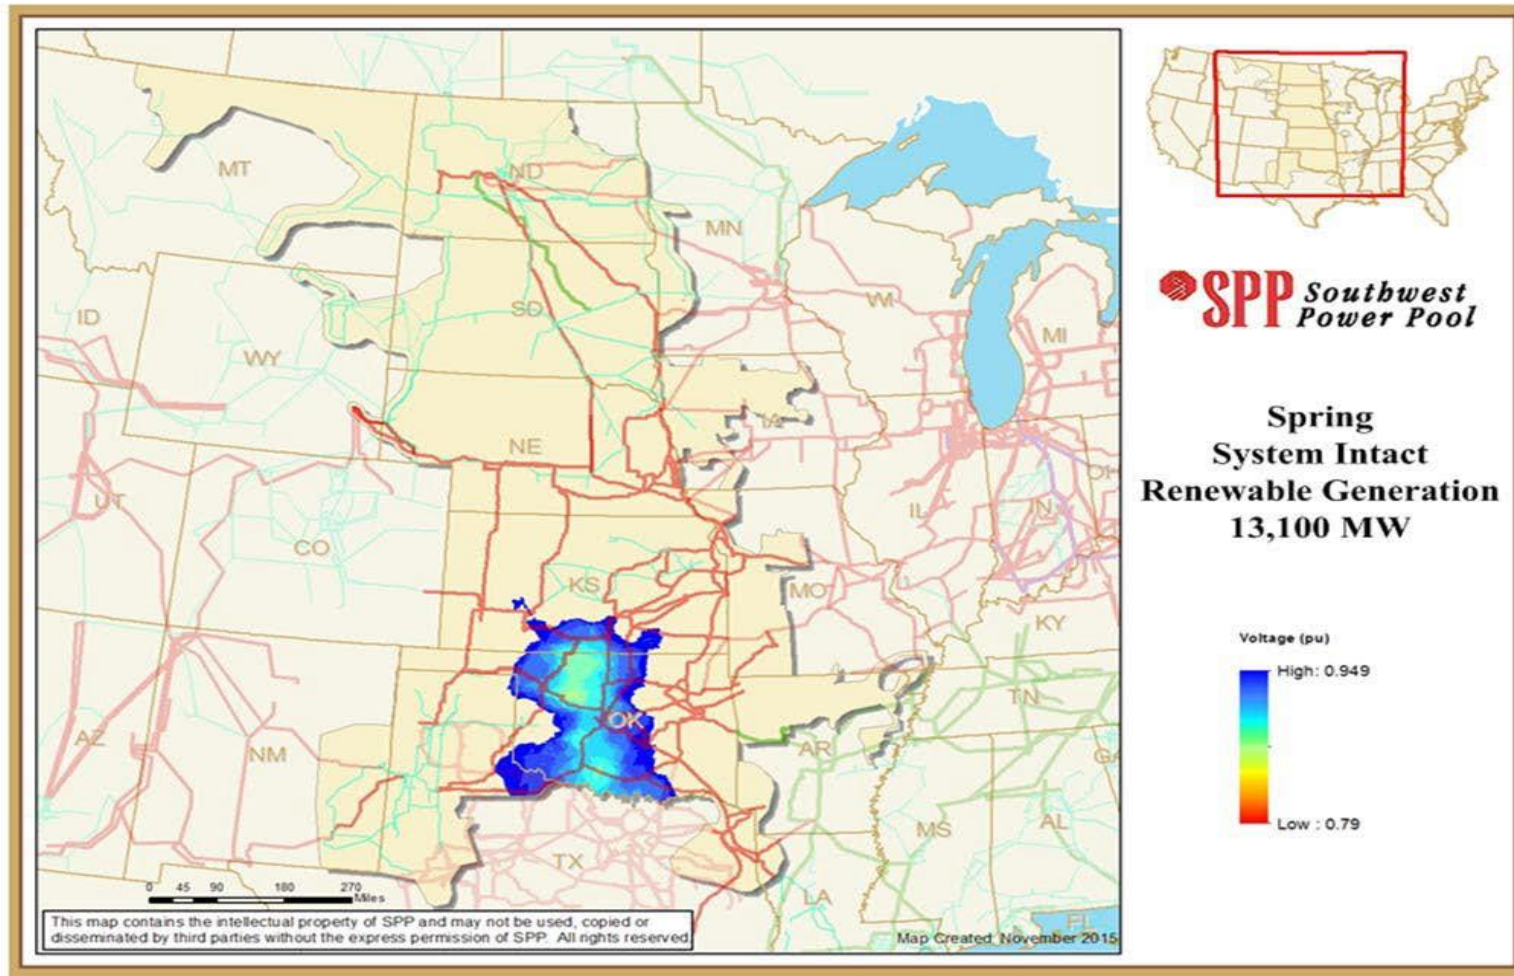 MT
ND
MN
ID
SD
WI
MI
WY
IA
NE
UT
CO
IL
IN
OH
KS
MO
KY
OK
TN
AZ
NM
AR
GA
MS
AL
TX
LA
FL
0 45 90 180 270
Miles
This map contains the intellectual property of SPP and may not be used, copied or
disseminated by third parties without the express permission of SPP. All rights reserved.
Map Created, November 2015
SPP Southwest
Power Pool
Spring
System Intact
Renewable Generation
13,100 MW
Voltage (pu)
High: 0.949
Low : 0.79